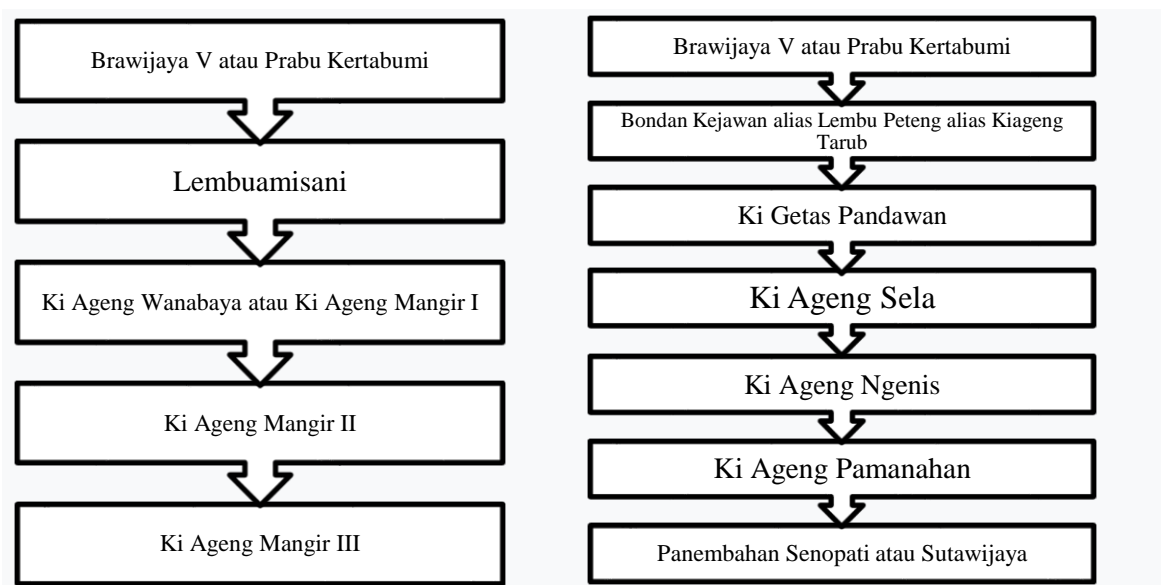 Brawijaya V atau Prabu Kertabumi
Lembuamisani
Ki Ageng Wanabaya atau Ki Ageng Mangir I
Ki Ageng Mangir II
Ki Ageng Mangir III
Brawijaya V atau Prabu Kertabumi
Bondan Kejawan alias Lembu Peteng alias Kiageng
Tarub
Ki Getas Pandawan
Ki Ageng Sela
Ki Ageng Ngenis
Ki Ageng Pamanahan
Panembahan Senopati atau Sutawijaya